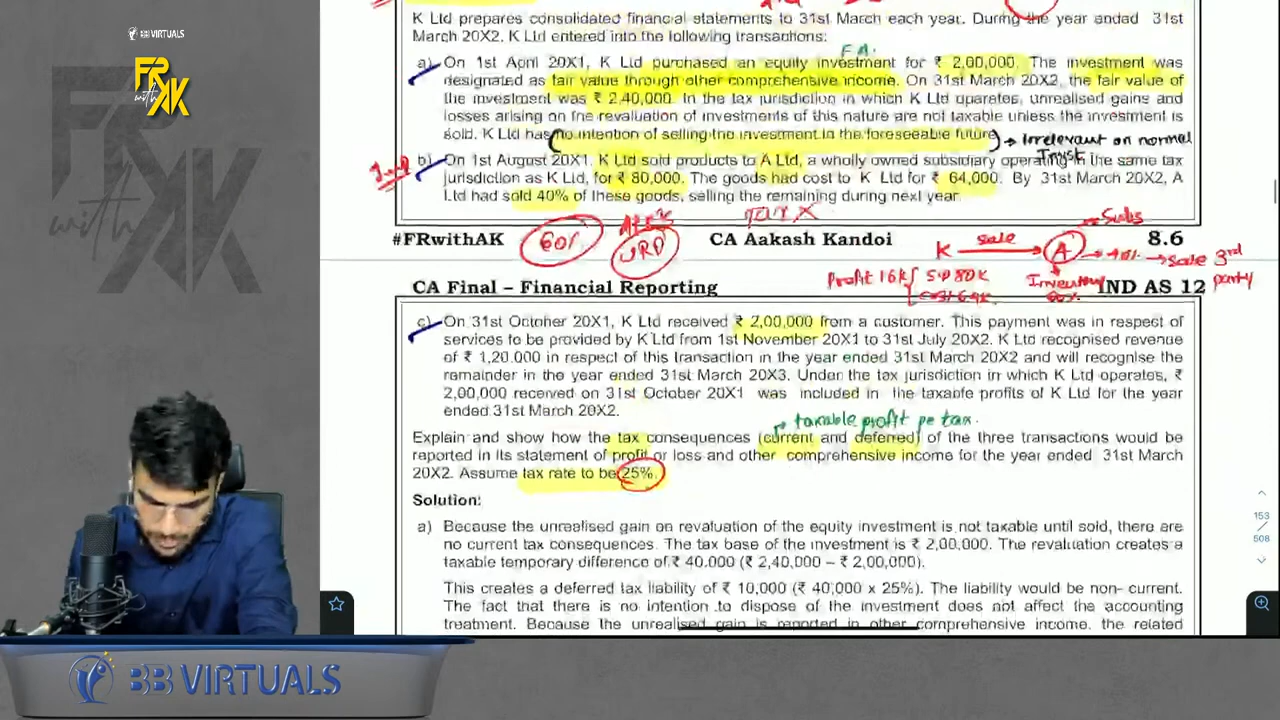 BB VIRTUALS
FR
with
AK
K Ltd prepares consolidated financial statements to 31st March each year. During the year ended 31st
March 20X2, K Ltd entered into the following transactions:
F A.
a) On 1st April 20X1, K Ltd purchased an equity investment for ₹ 2,00,000. The investment was
designated as fair value through other comprehensive income. On 31st March 20X2, the fair value of
the investment was ₹ 2,40,000. In the tax jurisdiction in which K Ltd operates, unrealised gains and
losses arising on the revaluation of investments of this nature are not taxable unless the investment is
sold. K Ltd has no intention of selling the investment in the foreseeable future
→ Irrelevant on normal
b) On 1st August 20X1, K Ltd sold products to A Ltd, a wholly owned subsidiary operating in the same tax
jurisdiction as K Ltd, for ₹ 80,000. The goods had cost to K Ltd for ₹ 64,000. By 31st March 20X2, A
Ltd had sold 40% of these goods, selling the remaining during next year.
TAX X
Subs
#FRwithAK
60%
URP
CA Aakash Kandoi
K sale A → 40% → sale 3rd party
8.6
Profit 16K
SP 80K
Cost 64K
Inventory
60%
CA Final – Financial Reporting
IND AS 12
c) On 31st October 20X1, K Ltd received ₹ 2,00,000 from a customer. This payment was in respect of
services to be provided by K Ltd from 1st November 20X1 to 31st July 20X2. K Ltd recognised revenue
of ₹ 1,20,000 in respect of this transaction in the year ended 31st March 20X2 and will recognise the
remainder in the year ended 31st March 20X3. Under the tax jurisdiction in which K Ltd operates, ₹
2,00,000 received on 31st October 20X1 was included in the taxable profits of K Ltd for the year
ended 31st March 20X2.
→ taxable profit pe tax.
Explain and show how the tax consequences (current and deferred) of the three transactions would be
reported in its statement of profit or loss and other comprehensive income for the year ended 31st March
20X2. Assume tax rate to be 25%.
Solution:
a) Because the unrealised gain on revaluation of the equity investment is not taxable until sold, there are
no current tax consequences. The tax base of the investment is ₹ 2,00,000. The revaluation creates a
taxable temporary difference of ₹ 40,000 (₹ 2,40,000 – ₹ 2,00,000).
This creates a deferred tax liability of ₹ 10,000 (₹ 40,000 x 25%). The liability would be non- current.
The fact that there is no intention to dispose of the investment does not affect the accounting
treatment. Because the unrealised gain is reported in other comprehensive income, the related
153
508
BB VIRTUALS